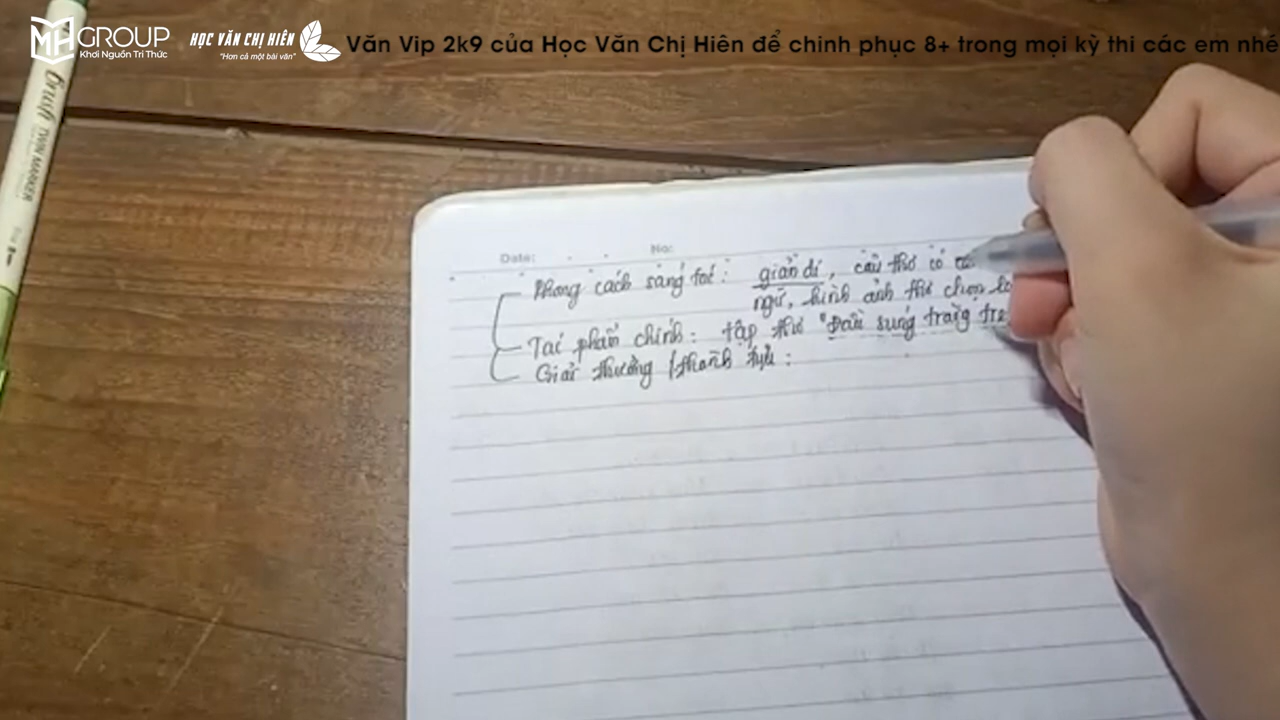 MH GROUP
Khơi Nguồn Tri Thức
HỌC VĂN CHỊ HIÊN
"Hơn cả một bài văn"
Văn Vip 2k9 của Học Văn Chị Hiên để chinh phục 8+ trong mọi kỳ thi các em nhé
TWIN MARKER
Date:
No:
Phong cách sáng tác: giản dị, câu thơ có
ngữ, hình ảnh thơ chọn
Tác phẩm chính: tập thơ "Đầu súng trăng tre
Giải thưởng / thành tựu: